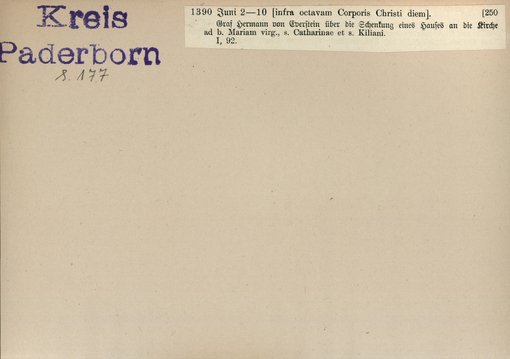 Kreis
Paderborn
S. 177
1390 Juni 2—10 [infra octavam Corporis Christi diem]. [250
Graf Hermann von Everstein über die Schenkung eines Hauses an die Kirche
ad b. Mariam virg., s. Catharinae et s. Kiliani.
I, 92.